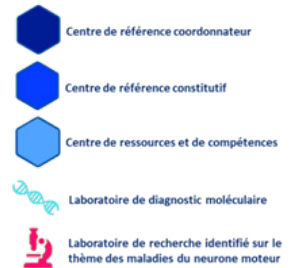 Centre de référence coordonnateur
Centre de référence constitutif
Centre de ressources et de compétences
Laboratoire de diagnostic moléculaire
Laboratoire de recherche identifié sur le
thème des maladies du neurone moteur